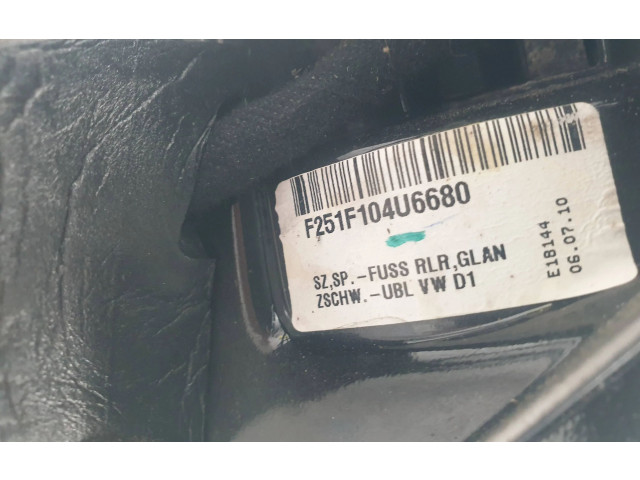 F251F104U6680
SZ,SP.-FUSS RLR,GLAN
ZSCHW.-UBL VW D1
E18144
06.07.10